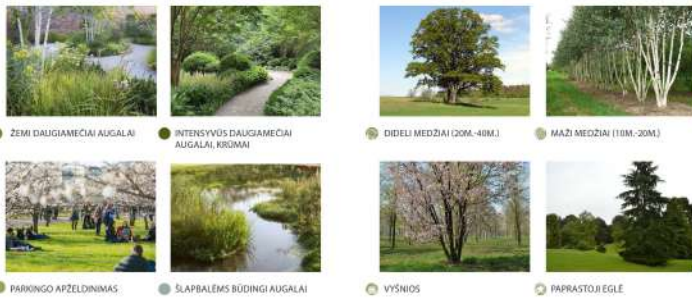 ŽEMI DAUGIAMEČIAI AUGALAI
INTENSYVŪS DAUGIAMEČIAI
AUGALAI, KRŪMAI
DIDELI MEDŽIAI (20M.-40M.)
MAŽI MEDŽIAI (10M.-20M.)
PARKINGO APŽELDINIMAS
ŠLAPBALĖMS BŪDINGI AUGALAI
VYŠNIOS
PAPRASTOJI EGLĖ